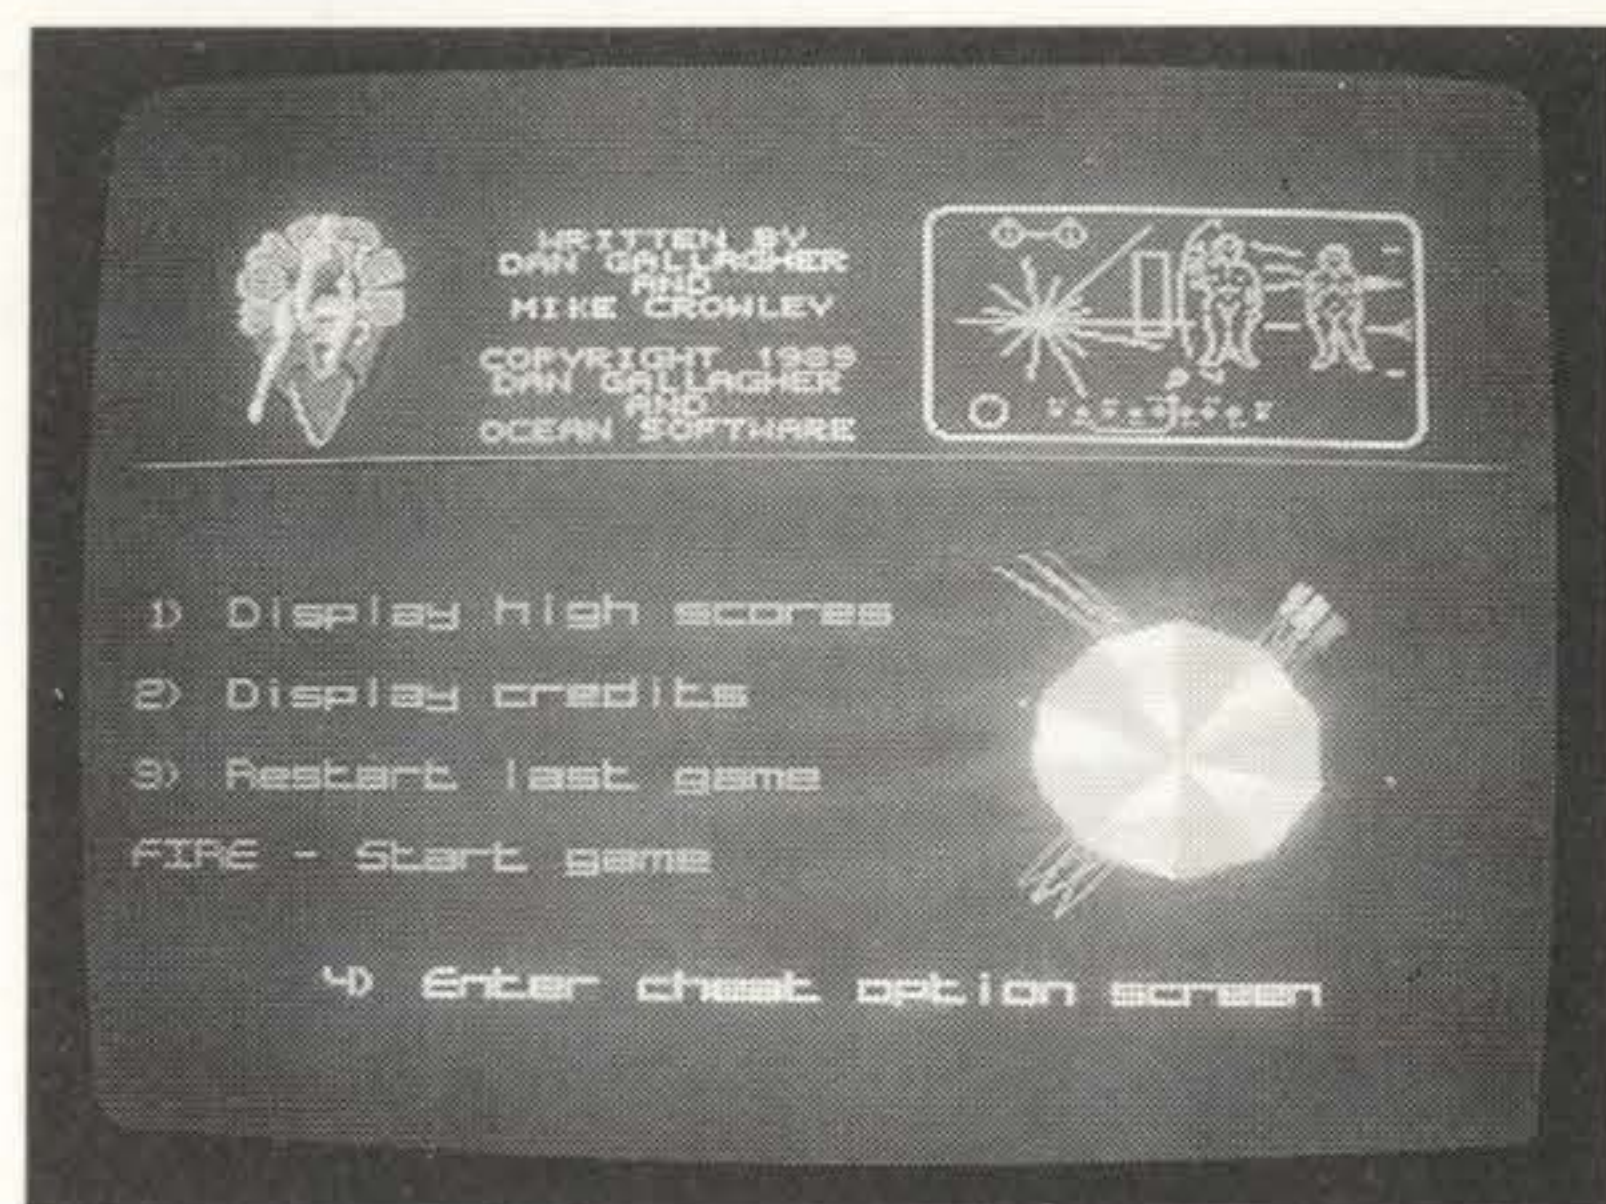 WRITTEN BY
DAN GALLAGHER
AND
MIKE CROWLEY
COPYRIGHT 1989
DAN GALLAGHER
AND
OCEAN SOFTWARE
1) Display high scores
2) Display credits
3) Restart last game
FIRE - Start game
4) Enter cheat option screen